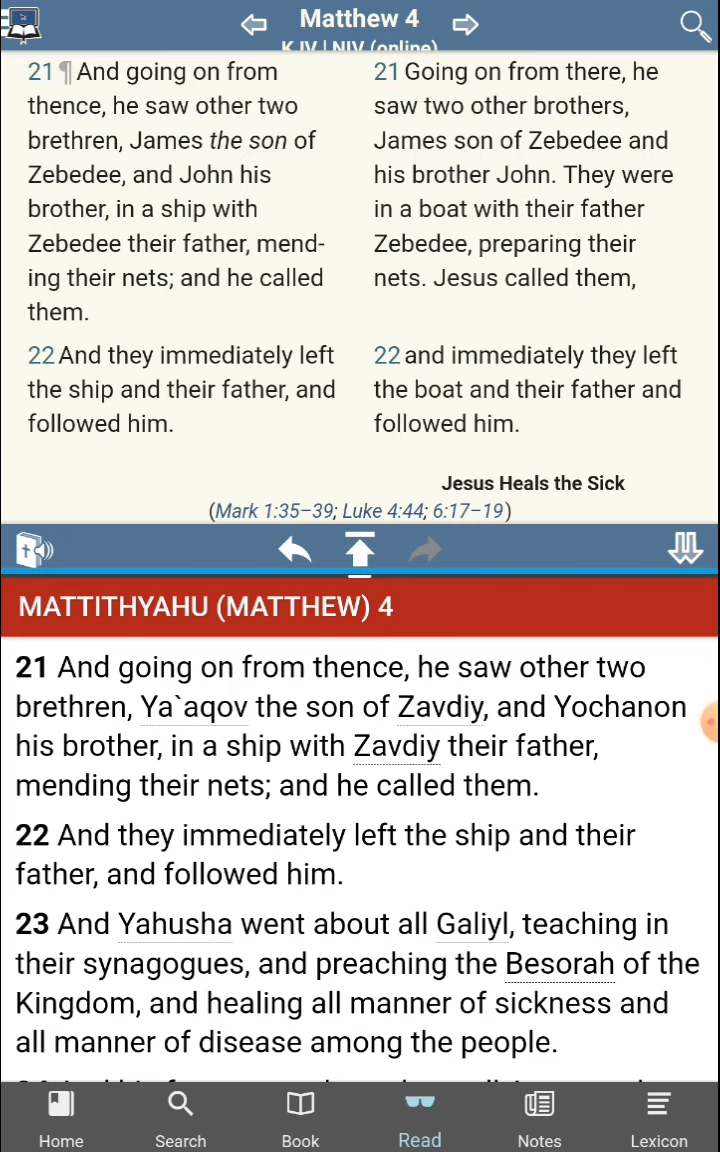 Matthew 4
KJV | NIV (online)
21 ¶ And going on from
thence, he saw other two
brethren, James the son of
Zebedee, and John his
brother, in a ship with
Zebedee their father, mend-
ing their nets; and he called
them.
21 Going on from there, he
saw two other brothers,
James son of Zebedee and
his brother John. They were
in a boat with their father
Zebedee, preparing their
nets. Jesus called them,
22 And they immediately left
the ship and their father, and
followed him.
22 and immediately they left
the boat and their father and
followed him.
Jesus Heals the Sick
(Mark 1:35–39; Luke 4:44; 6:17–19)
MATTITHYAHU (MATTHEW) 4
21 And going on from thence, he saw other two
brethren, Ya`aqov the son of Zavdiy, and Yochanon
his brother, in a ship with Zavdiy their father,
mending their nets; and he called them.
22 And they immediately left the ship and their
father, and followed him.
23 And Yahusha went about all Galiyl, teaching in
their synagogues, and preaching the Besorah of the
Kingdom, and healing all manner of sickness and
all manner of disease among the people.
Home
Search
Book
Read
Notes
Lexicon